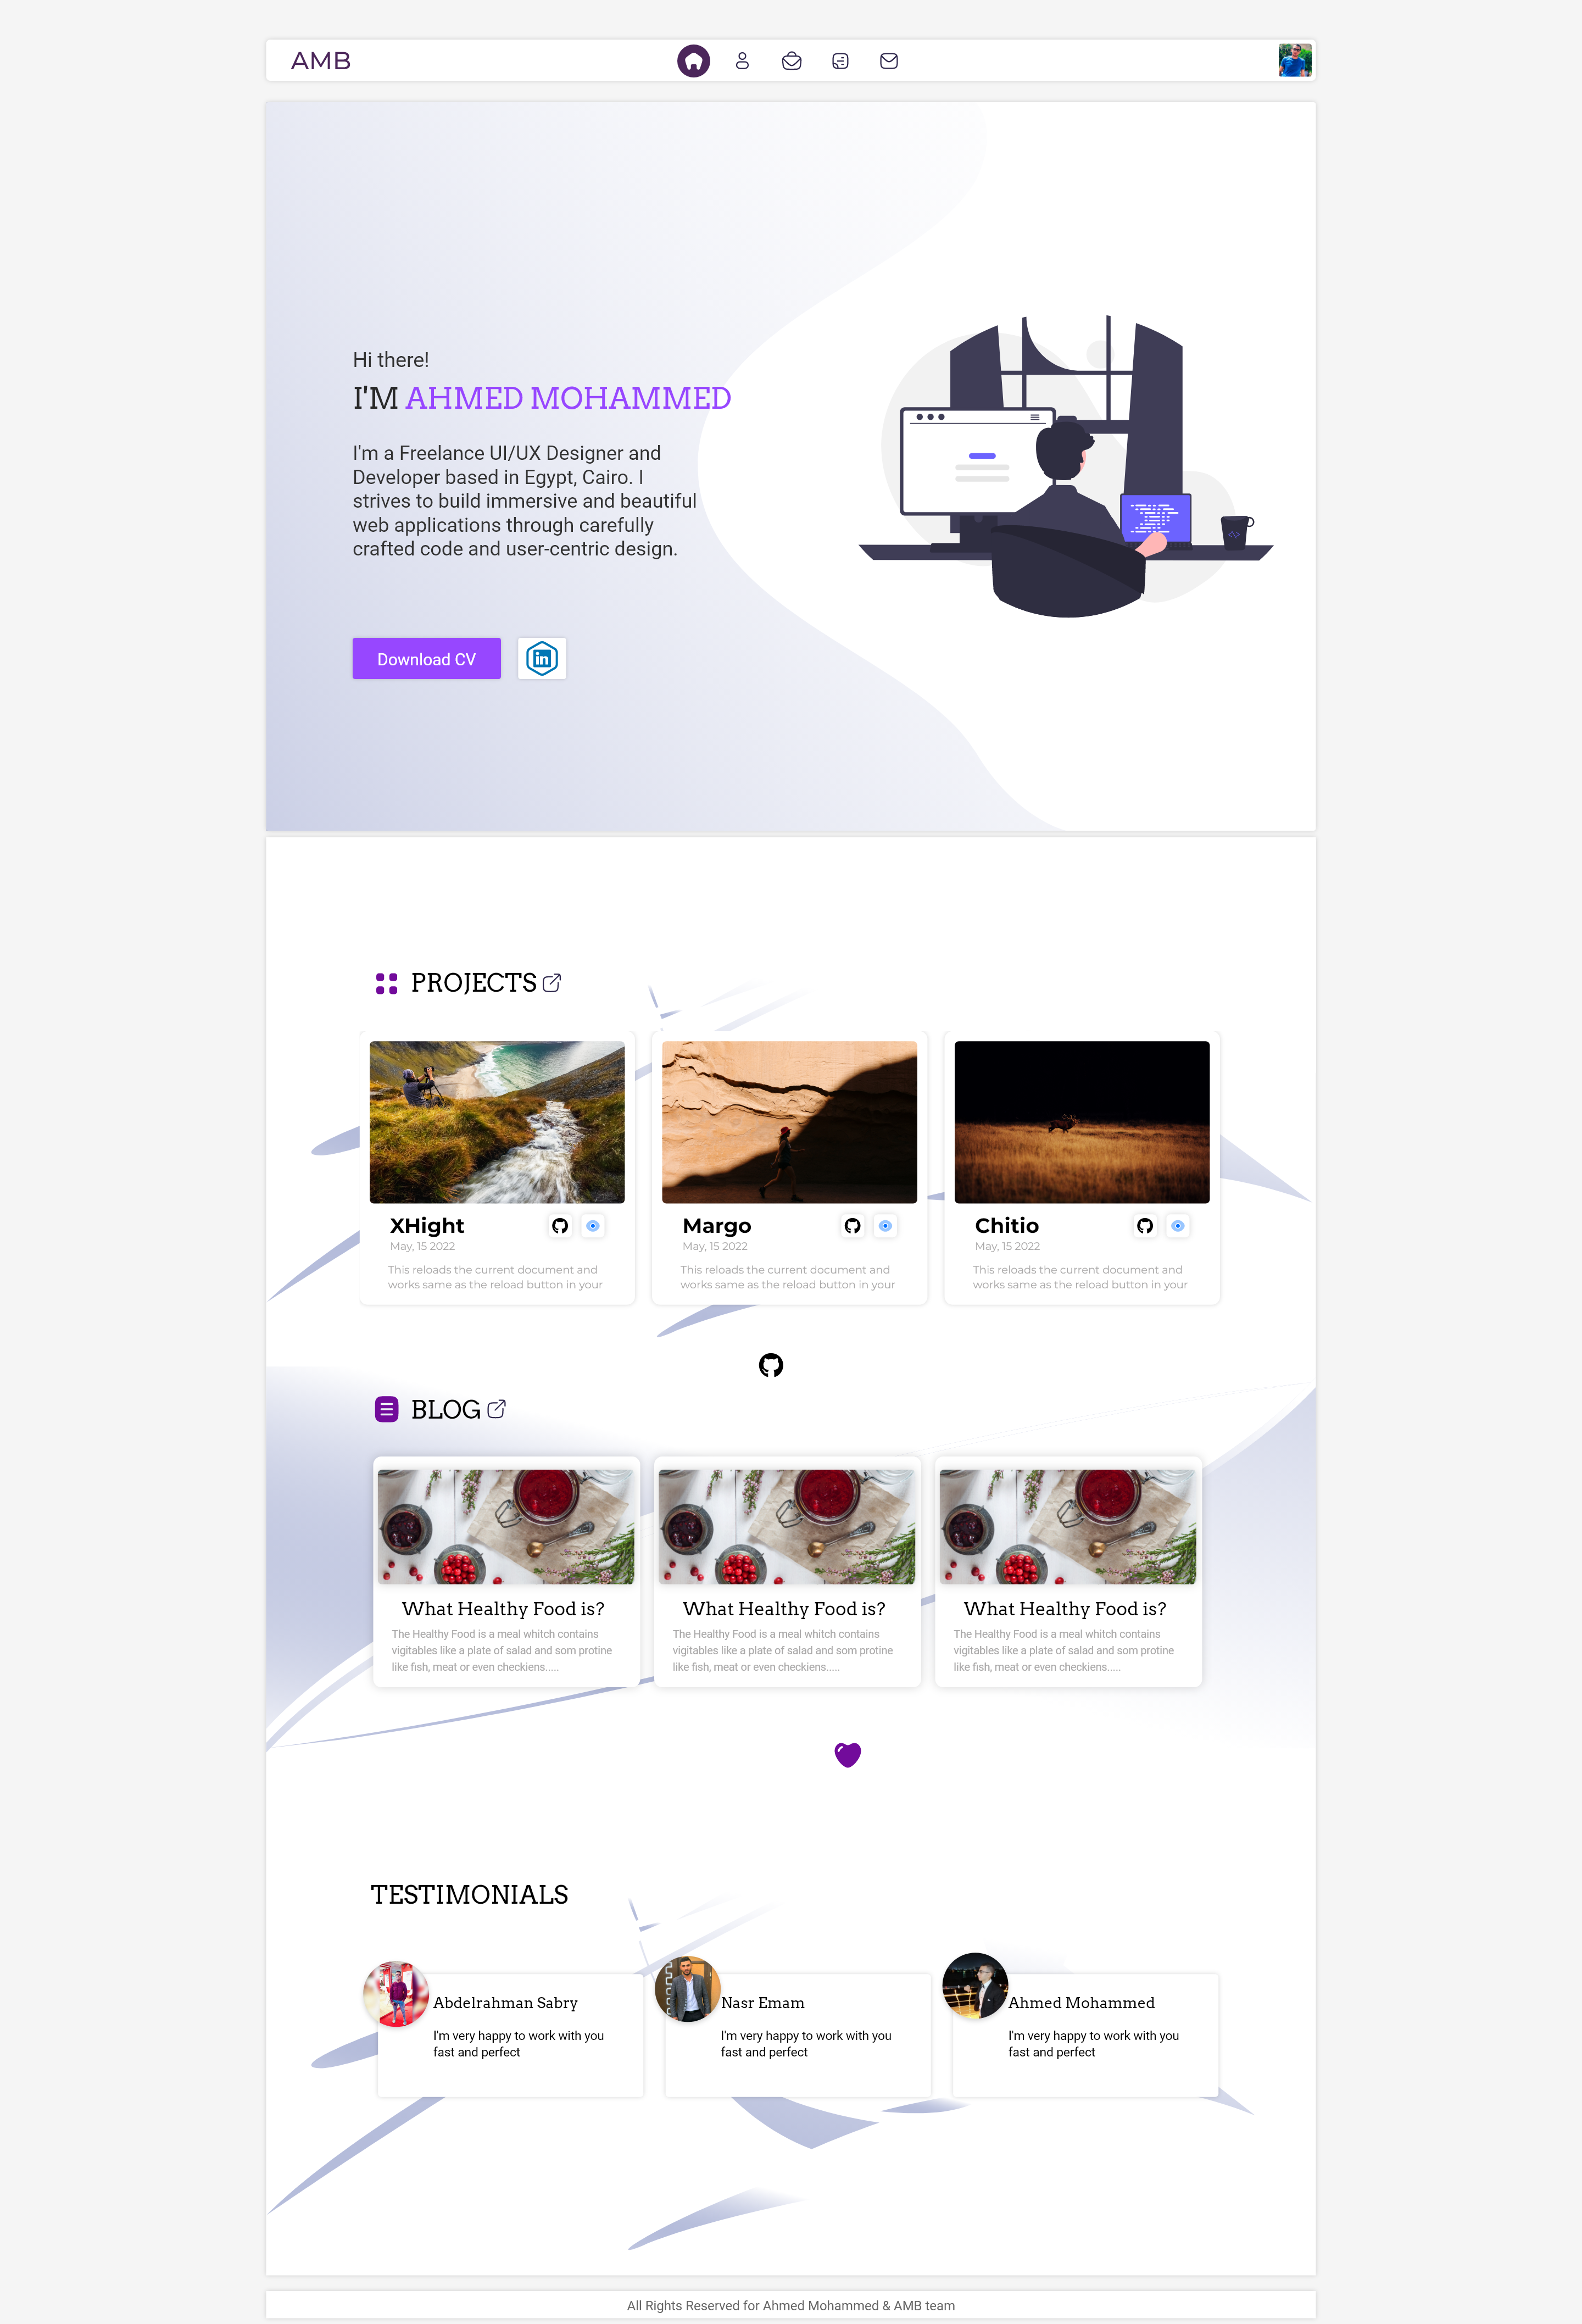 AMB
Hi there!
I'M AHMED MOHAMMED
I'm a Freelance UI/UX Designer and
Developer based in Egypt, Cairo. I
strives to build immersive and beautiful
web applications through carefully
crafted code and user-centric design.
Download CV
in
PROJECTS
XHight
May, 15 2022
This reloads the current document and
works same as the reload button in your
Margo
May, 15 2022
This reloads the current document and
works same as the reload button in your
Chitio
May, 15 2022
This reloads the current document and
works same as the reload button in your
BLOG
What Healthy Food is?
The Healthy Food is a meal whitch contains
vigitables like a plate of salad and som protine
like fish, meat or even checkiens.....
What Healthy Food is?
The Healthy Food is a meal whitch contains
vigitables like a plate of salad and som protine
like fish, meat or even checkiens.....
What Healthy Food is?
The Healthy Food is a meal whitch contains
vigitables like a plate of salad and som protine
like fish, meat or even checkiens.....
TESTIMONIALS
Abdelrahman Sabry
I'm very happy to work with you
fast and perfect
Nasr Emam
I'm very happy to work with you
fast and perfect
Ahmed Mohammed
I'm very happy to work with you
fast and perfect
All Rights Reserved for Ahmed Mohammed & AMB team